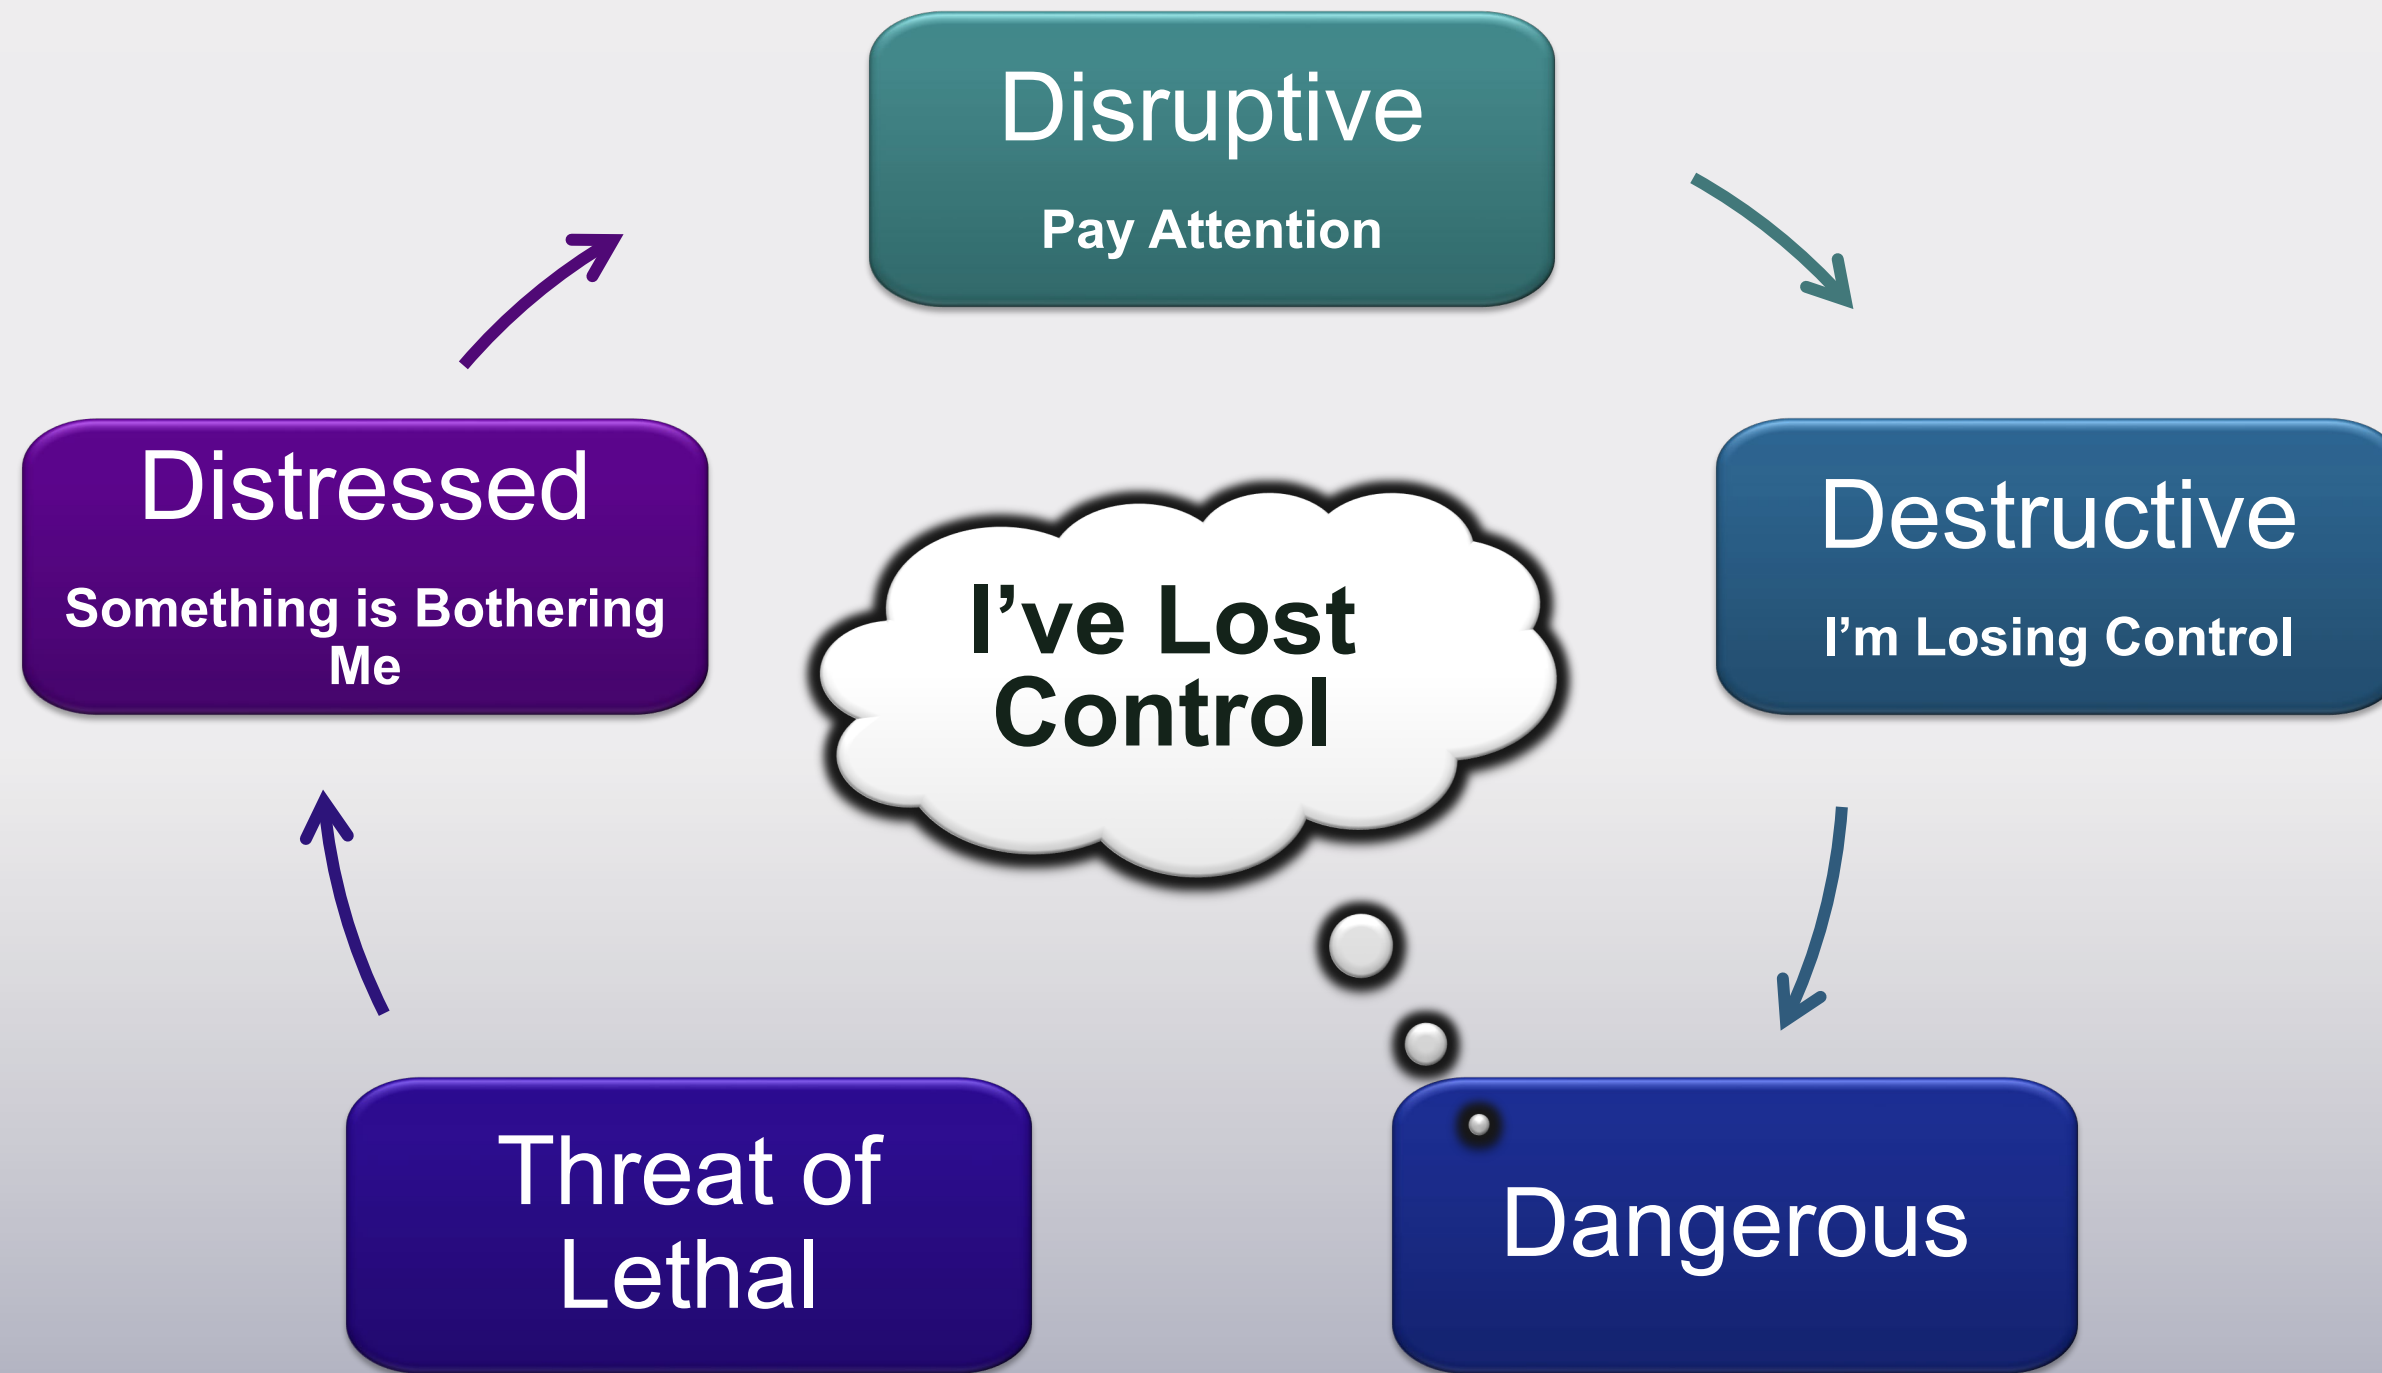 Disruptive
Pay Attention
Distressed
Something is Bothering
Me
Destructive
I'm Losing Control
I've Lost
Control
Threat of
Lethal
Dangerous